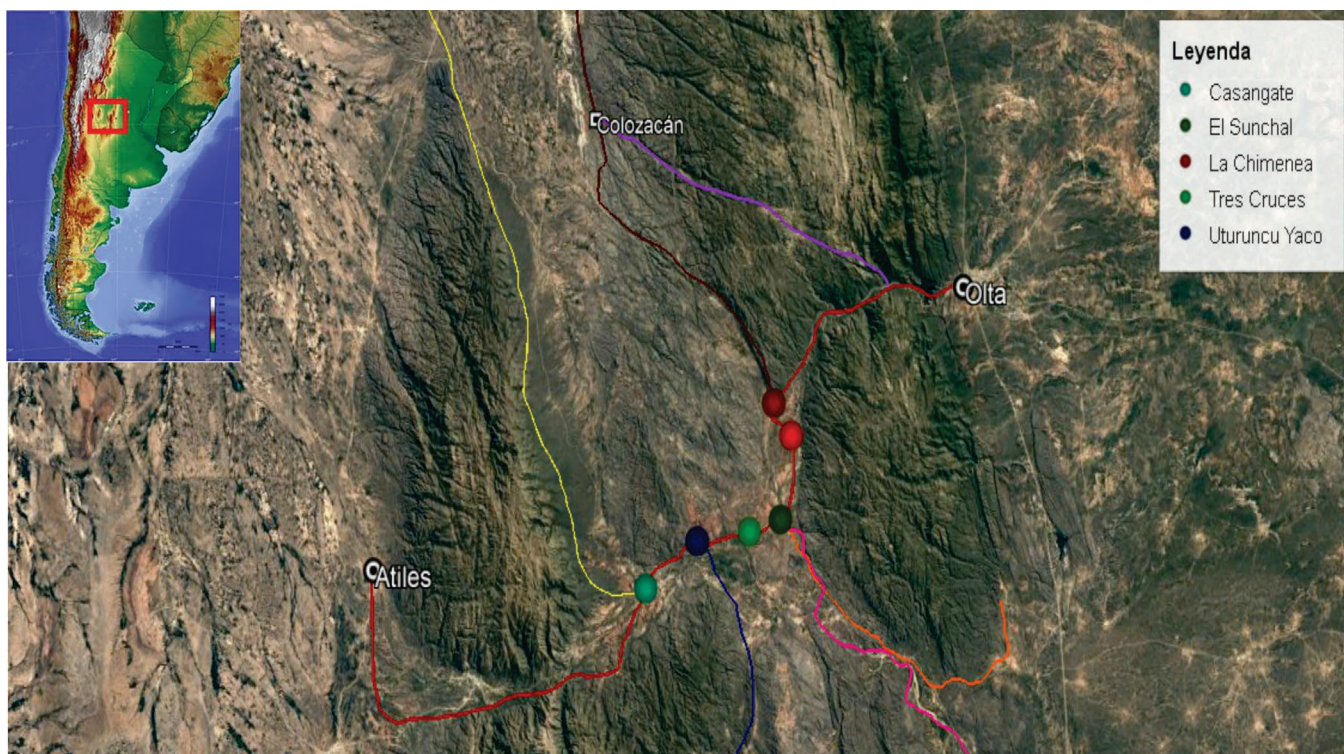 Leyenda
Casangate
El Sunchal
La Chimenea
Tres Cruces
Uturuncu Yaco
Colozacán
Olta
Atiles